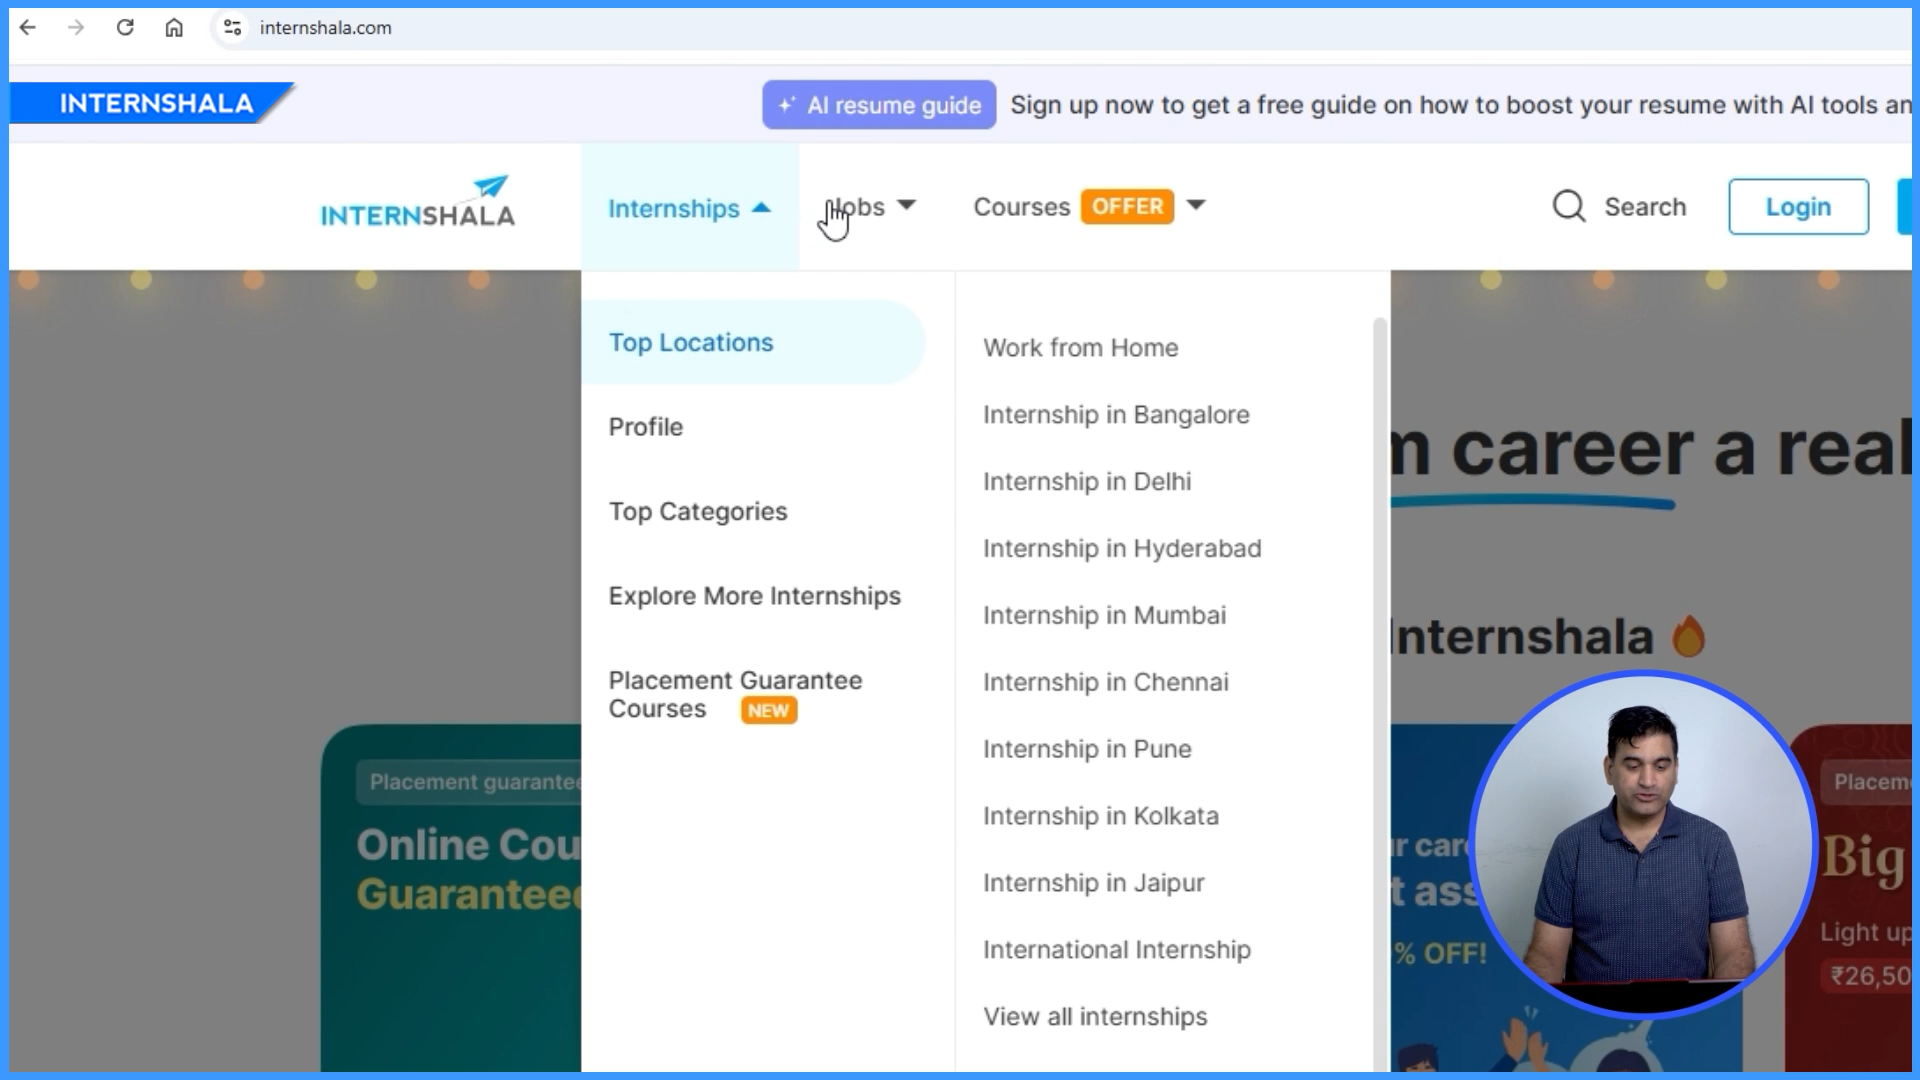 internshala.com
INTERNSHALA
AI resume guide
Sign up now to get a free guide on how to boost your resume with AI tools an
INTERNSHALA
Internships
Jobs
Courses OFFER
Search
Login
Top Locations
Profile
Top Categories
Explore More Internships
Placement Guarantee
Courses NEW
Work from Home
Internship in Bangalore
Internship in Delhi
Internship in Hyderabad
Internship in Mumbai
Internship in Chennai
Internship in Pune
Internship in Kolkata
Internship in Jaipur
International Internship
View all internships
m career a real
Internshala
Placement guarantee
Online Cou
Guarantee
r care
t ass
% OFF!
Placem
Big
Light up
₹26,50